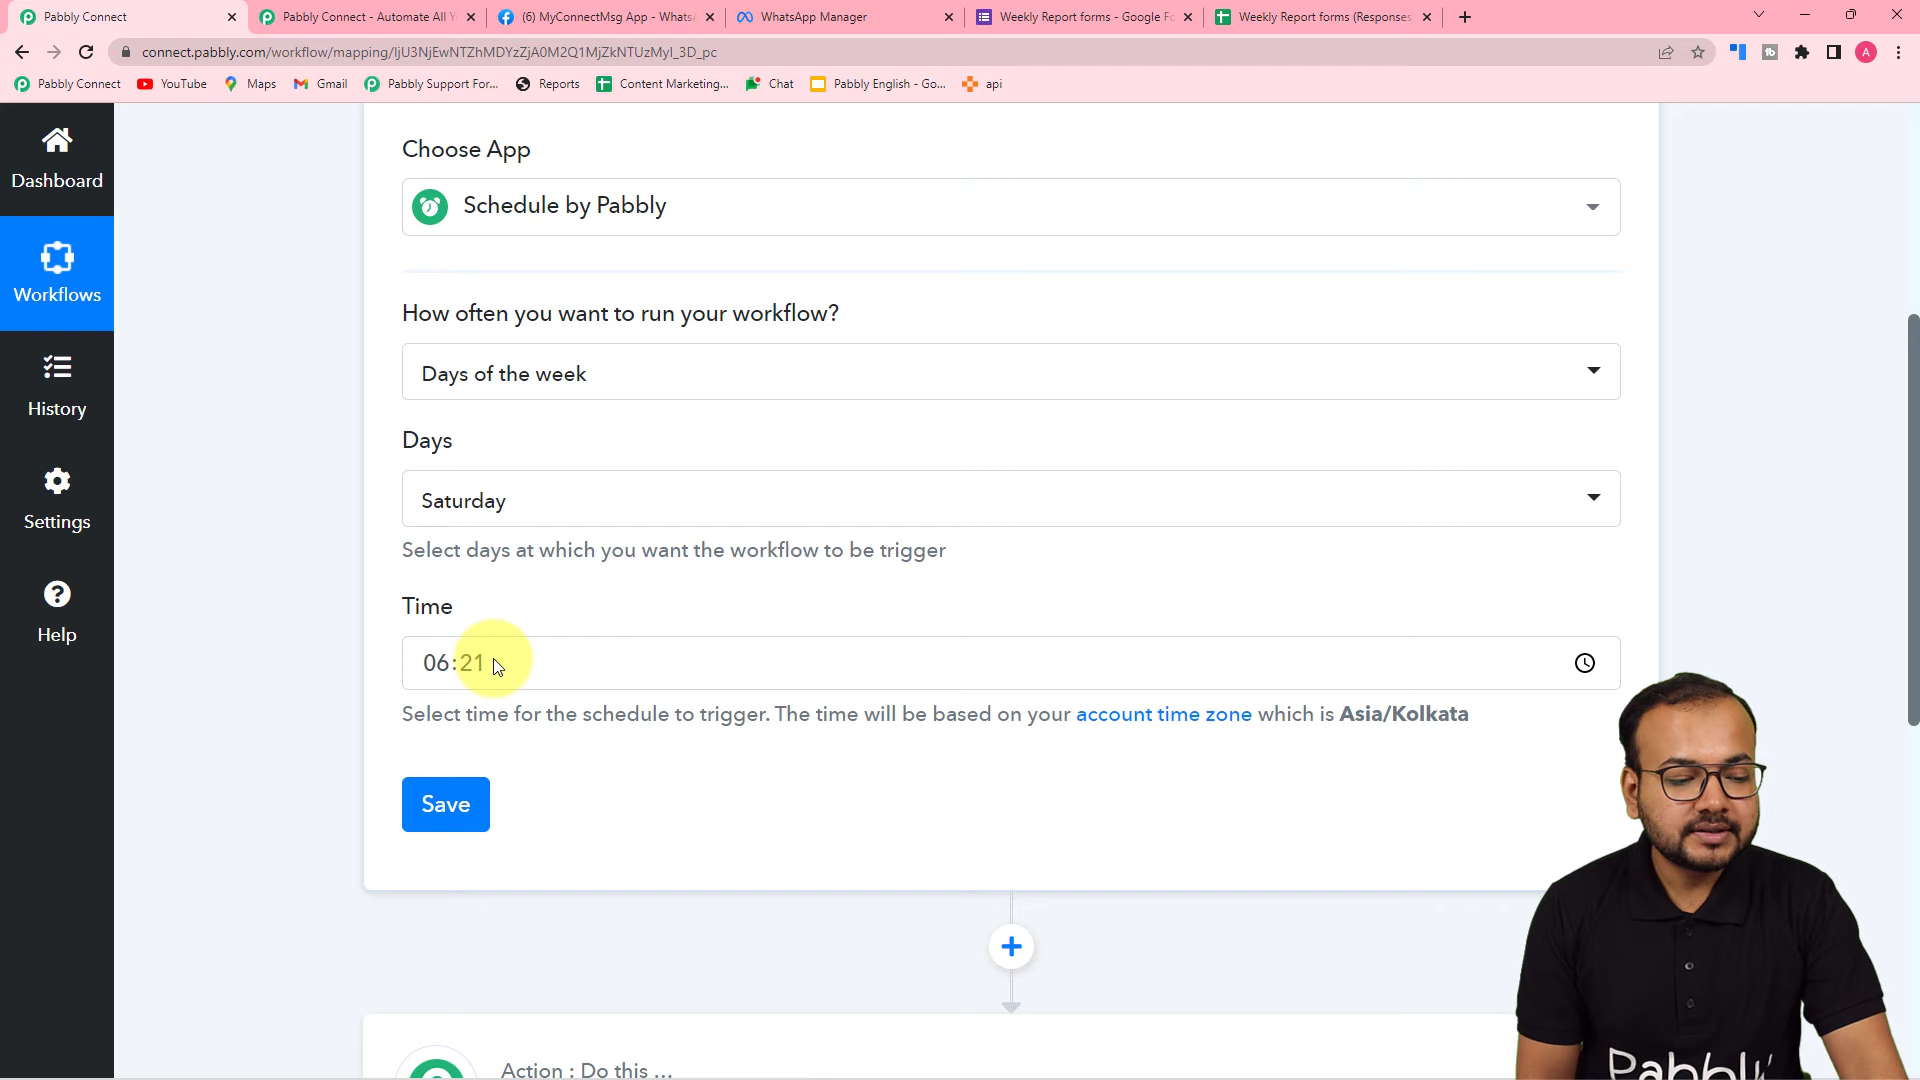 Pabbly Connect
Pabbly Connect - Automate All Y
(6) MyConnectMsg App - Whats
WhatsApp Manager
Weekly Report forms - Google Fo
Weekly Report forms (Responses
connect.pabbly.com/workflow/mapping/
Pabbly Connect
YouTube
Maps
Gmail
Pabbly Support For...
Reports
Content Marketing...
Chat
Pabbly English - Go...
api
Dashboard
Workflows
History
Settings
Help
Choose App
Schedule by Pabbly
How often you want to run your workflow?
Days of the week
Days
Saturday
Select days at which you want the workflow to be trigger
Time
06:21
Select time for the schedule to trigger. The time will be based on your account time zone which is Asia/Kolkata
Save
Action : Do this ...
Pabbly